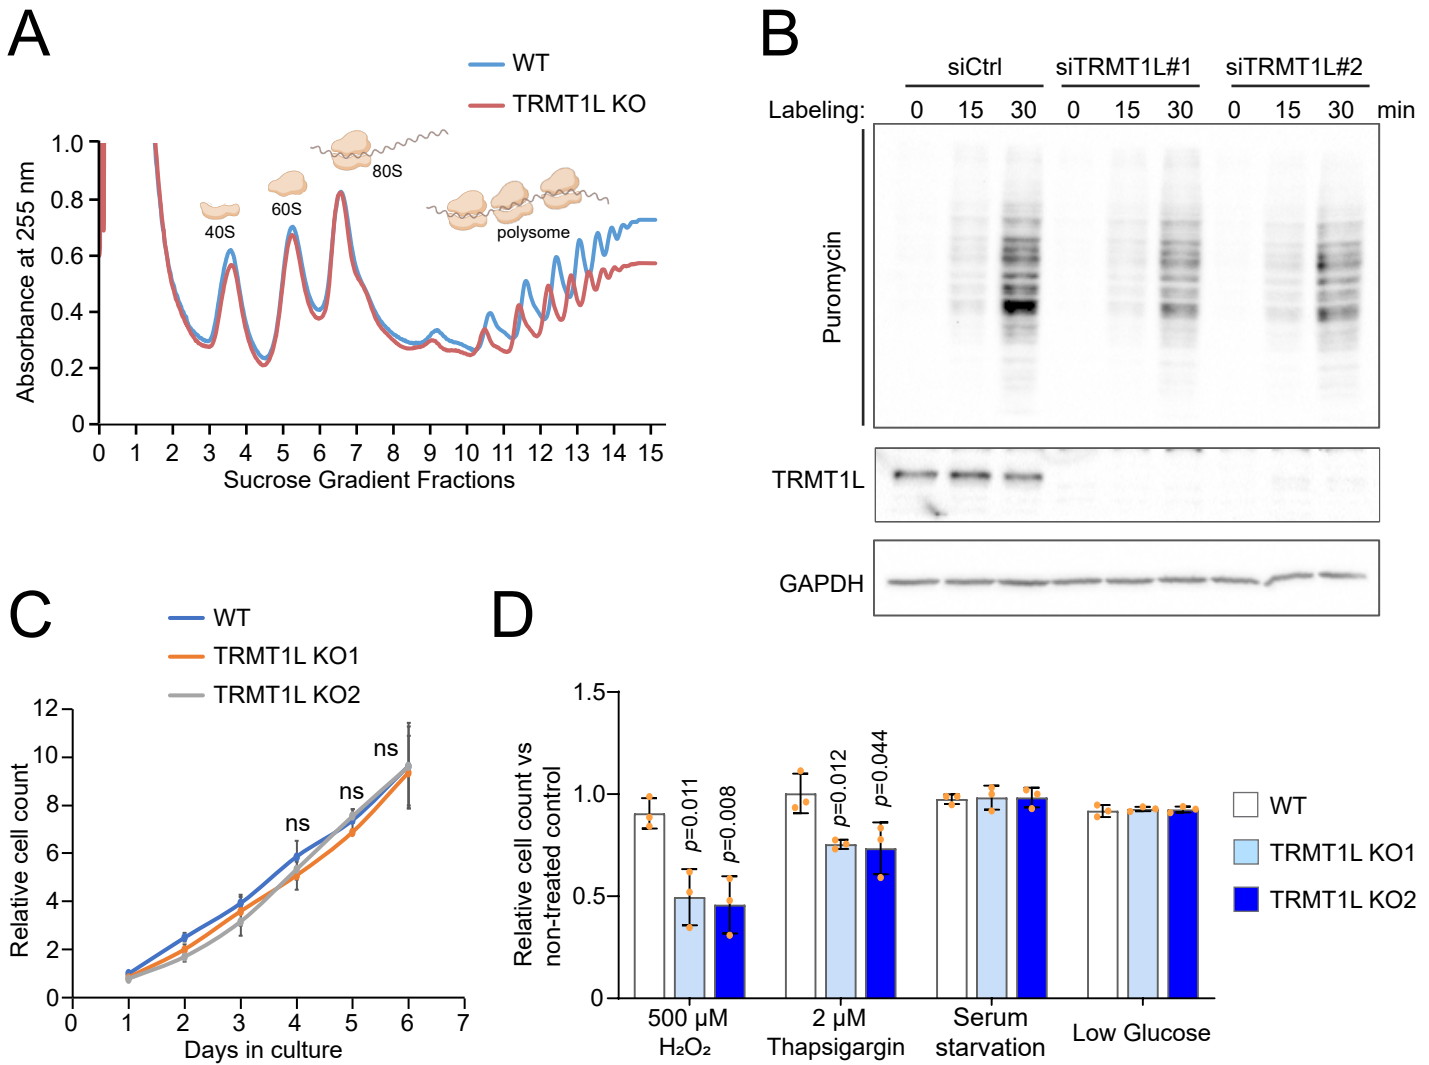 A
WT
TRMT1L KO
Absorbance at 255 nm
1.0
0.8
0.6
0.4
0.2
0
40S
60S
80S
polysome
0 1 2 3 4 5 6 7 8 9 10 11 12 13 14 15
Sucrose Gradient Fractions
B
siCtrl siTRMT1L#1 siTRMT1L#2
Labeling: 0 15 30 0 15 30 0 15 30 min
Puromycin
TRMT1L
GAPDH
C
WT
TRMT1L KO1
TRMT1L KO2
Relative cell count
12
10
8
6
4
2
0
ns
ns
ns
0 1 2 3 4 5 6 7
Days in culture
D
Relative cell count vs
non-treated control
1.5
1.0
0.5
0
p=0.011
p=0.008
p=0.012
p=0.044
500 µM
H₂O₂
2 µM
Thapsigargin
Serum
starvation
Low Glucose
WT
TRMT1L KO1
TRMT1L KO2